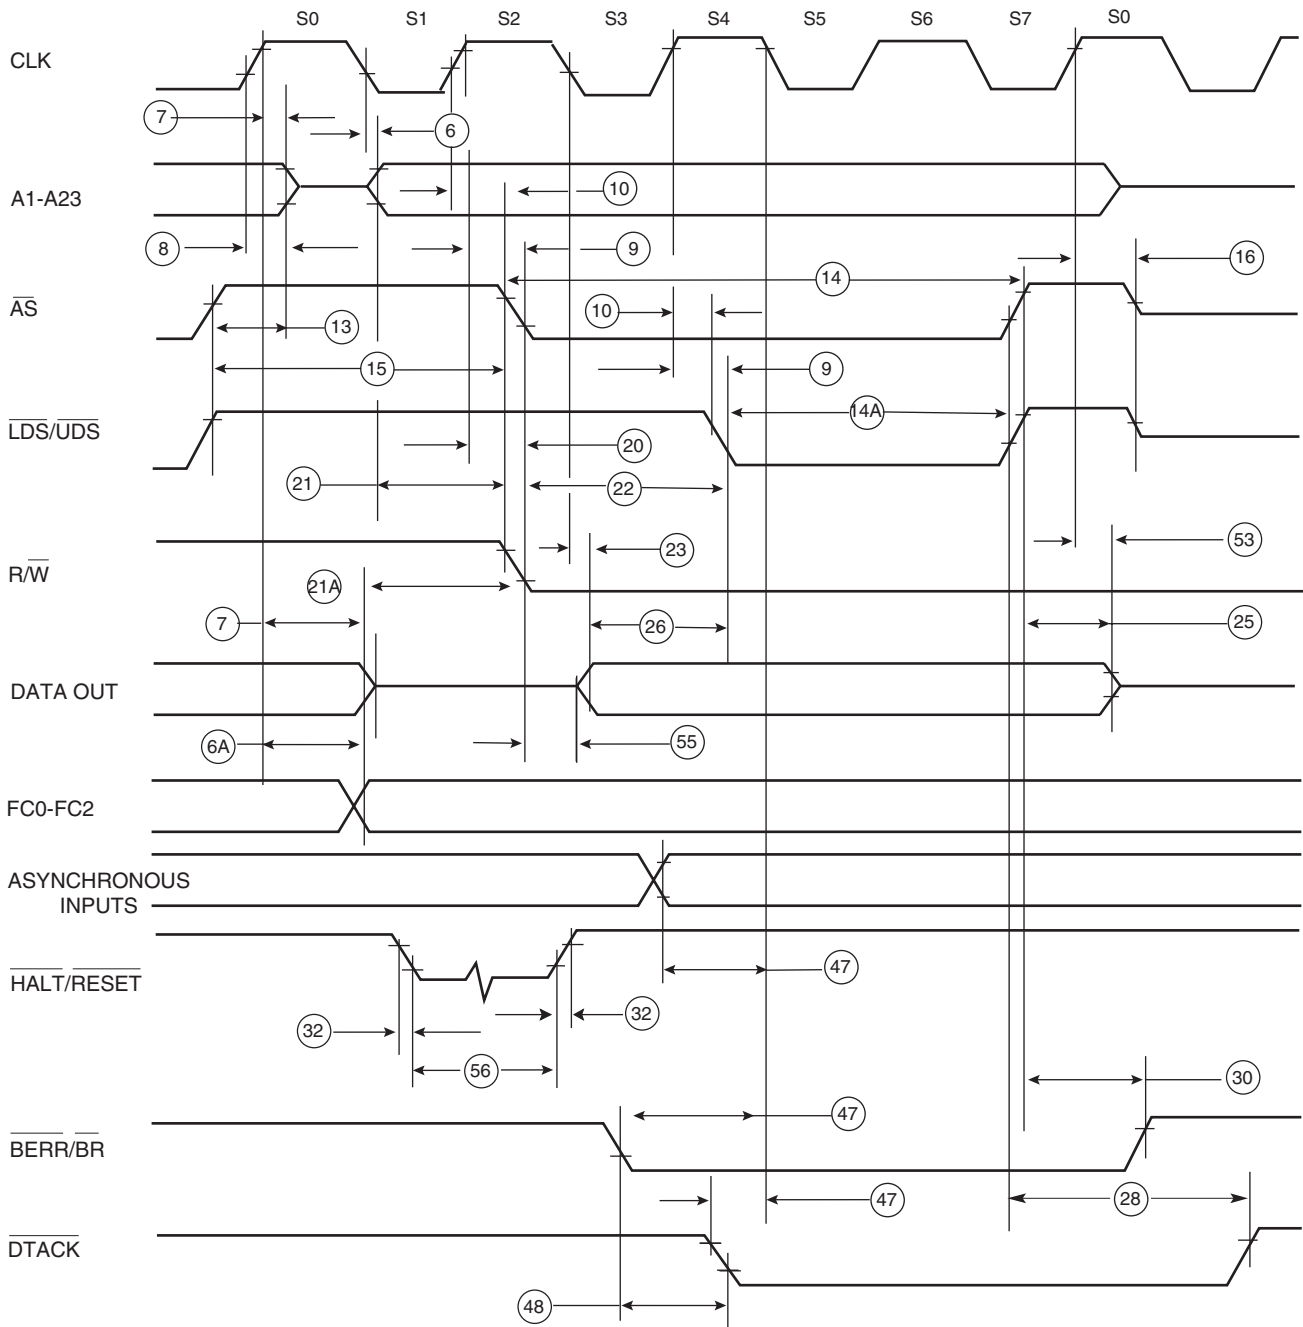 S0 S1 S2 S3 S4 S5 S6 S7 S0
CLK
7
6
A1-A23
10
8
9
16
14
AS
10
13
15
9
14A
LDS/UDS
20
21
22
53
23
R/W
21A
7
26
25
DATA OUT
6A
55
FC0-FC2
ASYNCHRONOUS
INPUTS
47
HALT/RESET
32
32
56
30
47
BERR/BR
47
28
DTACK
48